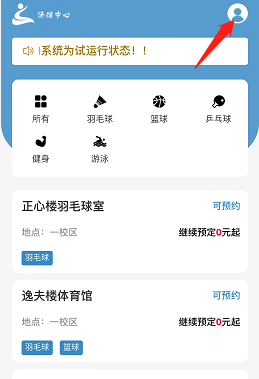 体育中心
系统为试运行状态！！
所有 羽毛球 篮球 乒乓球
健身 游泳
正心楼羽毛球室 可预约
地点：一校区 继续预定0元起
羽毛球
逸夫楼体育馆 可预约
地点：一校区 继续预定0元起
羽毛球 篮球